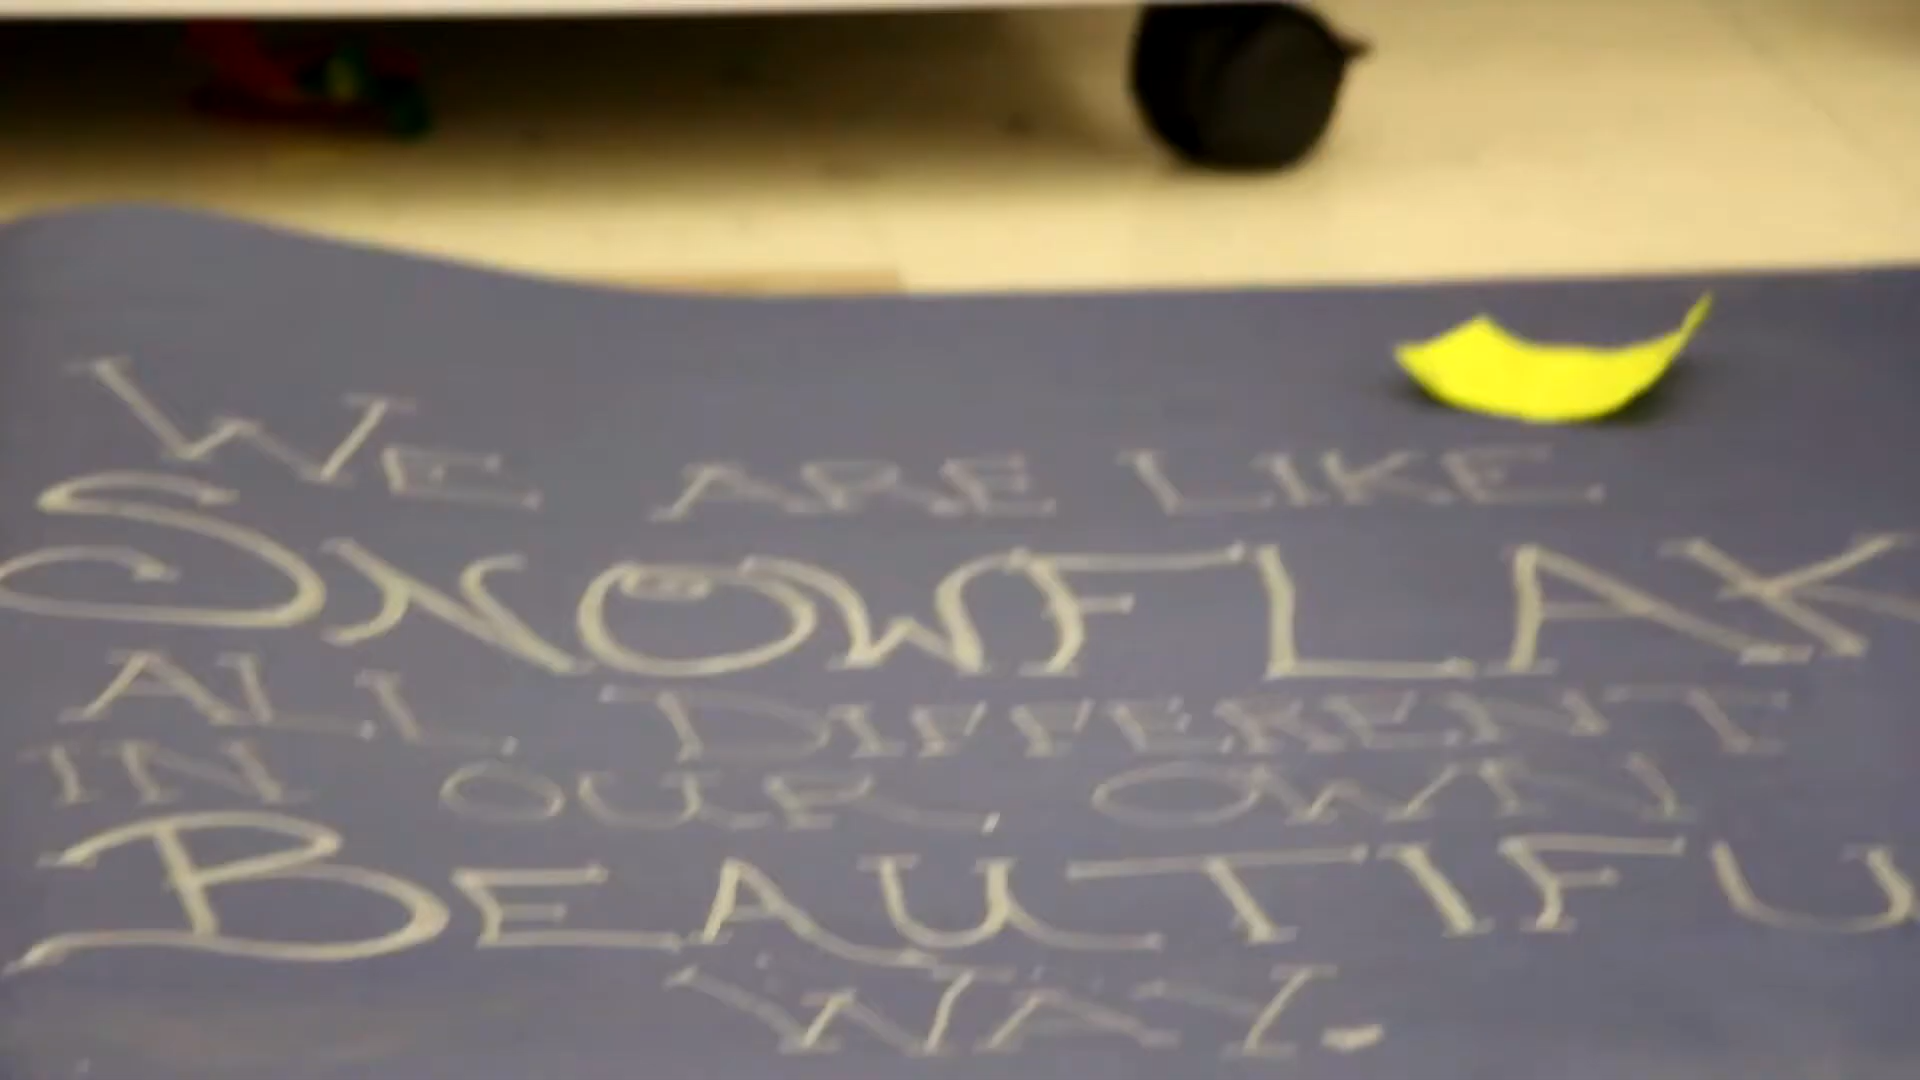 WE ARE LIKE
SNOWFLAK
ALL DIFFERENT
IN OUR OWN
BEAUTIFU
WAY.